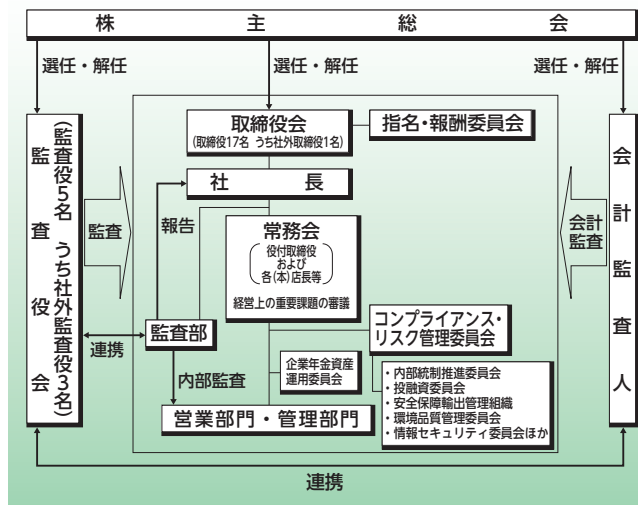 株主総会
選任・解任
選任・解任
選任・解任
取締役会
(取締役17名 うち社外取締役1名)
指名・報酬委員会
監査役会
(監査役5名 うち社外監査役3名)
会計監査人
社長
監査
報告
会計
監査
常務会
役付取締役
および
各(本)店長等
経営上の重要課題の審議
コンプライアンス・
リスク管理委員会
監査部
連携
内部監査
企業年金資産
運用委員会
・内部統制推進委員会
・投融資委員会
・安全保障輸出管理組織
・環境品質管理委員会
・情報セキュリティ委員会ほか
営業部門・管理部門
連携